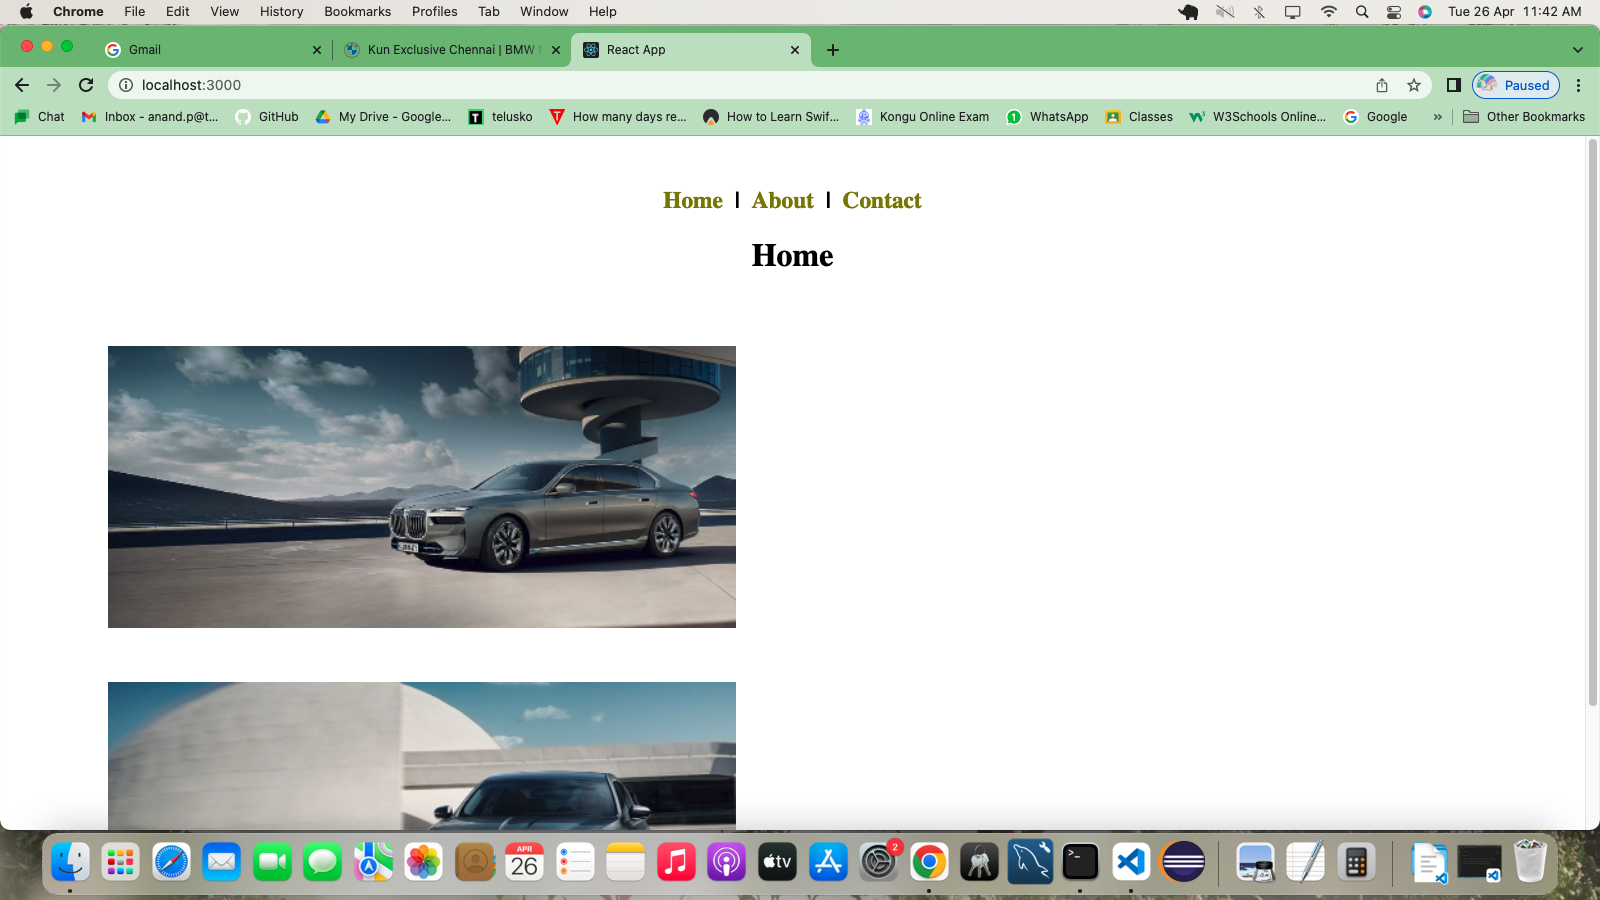 Chrome File Edit View History Bookmarks Profiles Tab Window Help Tue 26 Apr 11:42 AM
Gmail Kun Exclusive Chennai | BMW React App
localhost:3000 Paused
Chat Inbox - anand.p@t... GitHub My Drive - Google... telusko How many days re... How to Learn Swif... Kongu Online Exam WhatsApp Classes W3Schools Online... Google » Other Bookmarks
Home | About | Contact
Home
APR
26
tv
2
>_